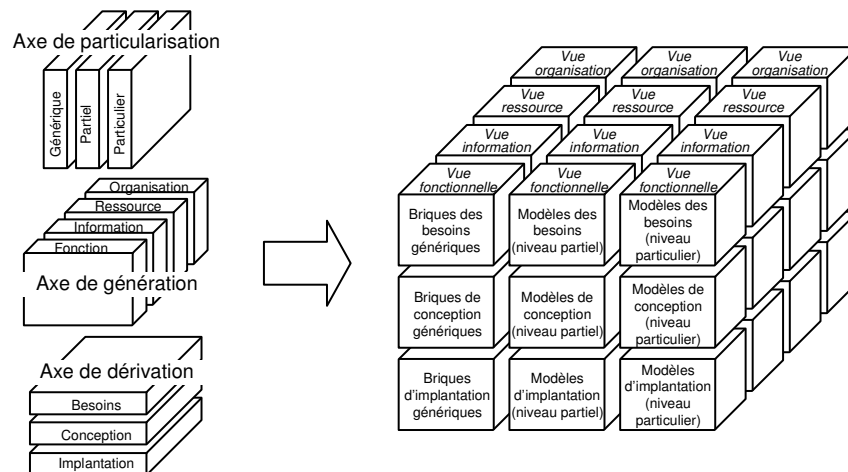 Axe de particularisation
Générique
Partiel
Particulier
Organisation
Ressource
Information
Fonction
Axe de génération
Axe de dérivation
Besoins
Conception
Implantation
Vue
organisation
Vue
organisation
Vue
organisation
Vue
ressource
Vue
ressource
Vue
ressource
Vue
information
Vue
information
Vue
information
Vue
fonctionnelle
Vue
fonctionnelle
Vue
fonctionnelle
Briques des
besoins
génériques
Modèles des
besoins
(niveau partiel)
Modèles des
besoins
(niveau
particulier)
Briques de
conception
génériques
Modèles de
conception
(niveau partiel)
Modèles de
conception
(niveau
particulier)
Briques
d'implantation
génériques
Modèles
d'implantation
(niveau partiel)
Modèles
d'implantation
(niveau
particulier)